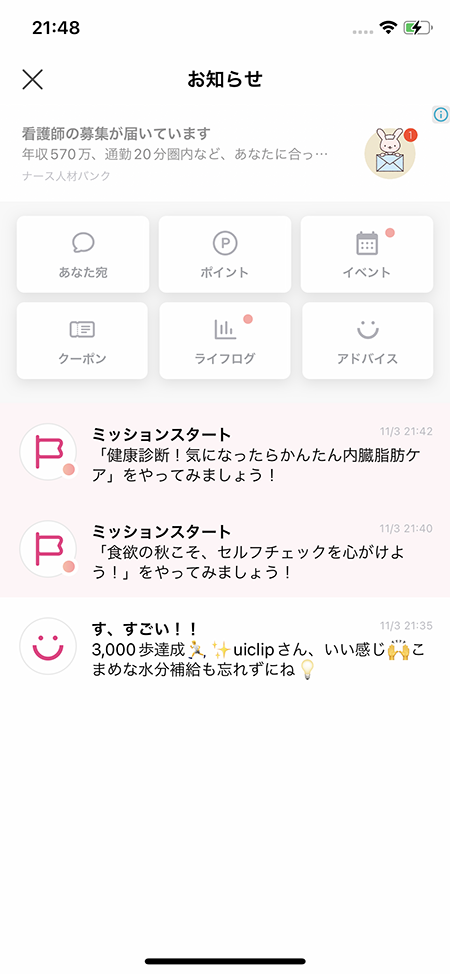 21:48
お知らせ
看護師の募集が届いています
年収570万、通勤20分圏内など、あなたに合っ…
ナース人材バンク
1
あなた宛
P
ポイント
イベント
クーポン
ライフログ
アドバイス
ミッションスタート
11/3 21:42
「健康診断！気になったらかんたん内臓脂肪ケ
ア」をやってみましょう！
ミッションスタート
11/3 21:40
「食欲の秋こそ、セルフチェックを心がけよ
う！」をやってみましょう！
す、すごい！！
11/3 21:35
3,000歩達成🏃✨uiclipさん、いい感じ🙌こ
まめな水分補給も忘れずにね💡